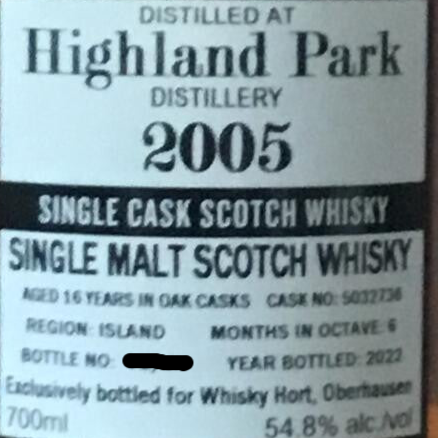 DISTILLED AT
Highland Park
DISTILLERY
2005
SINGLE CASK SCOTCH WHISKY
SINGLE MALT SCOTCH WHISKY
AGED 16 YEARS IN OAK CASKS CASK NO: 5032736
REGION: ISLAND MONTHS IN OCTAVE: 6
BOTTLE NO: YEAR BOTTLED: 2022
Exclusively bottled for Whisky Hort, Oberhausen
700ml 54.8% alc./vol